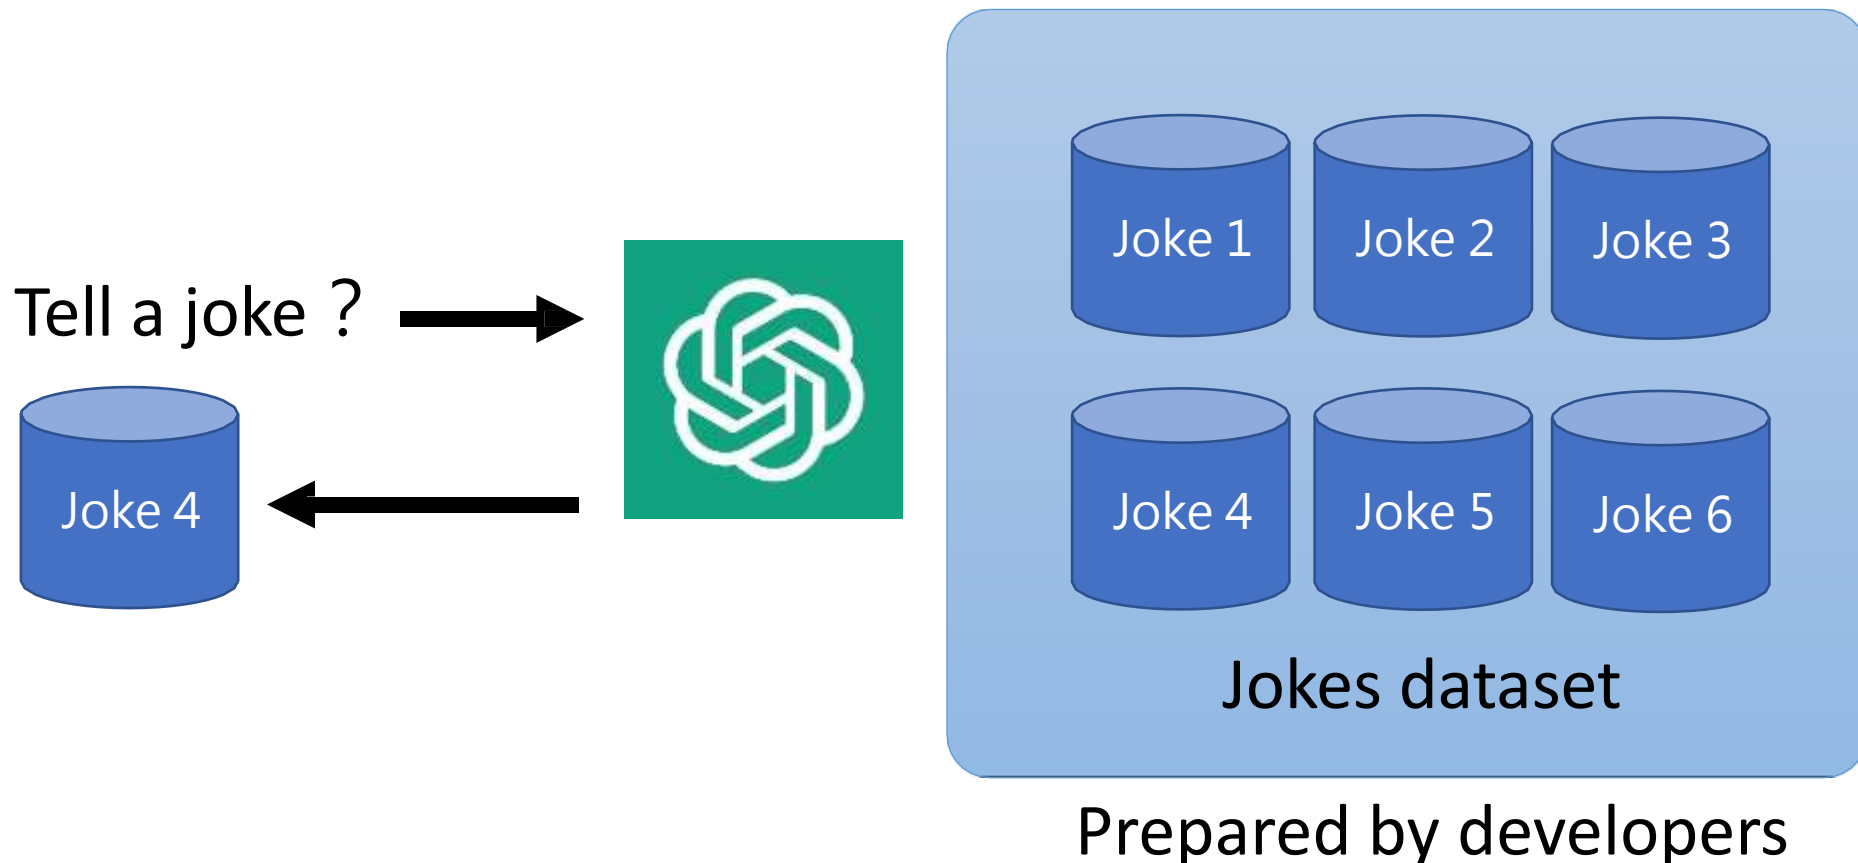 Tell a joke ?
Joke 4
Joke 1
Joke 2
Joke 3
Joke 4
Joke 5
Joke 6
Jokes dataset
Prepared by developers